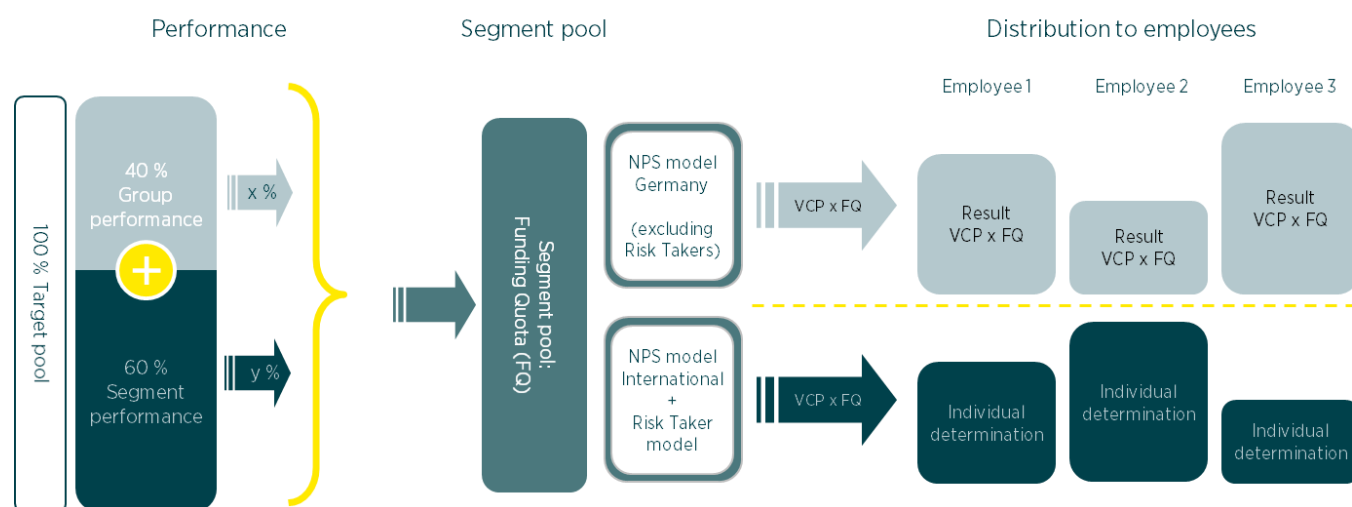 Performance
Segment pool
Distribution to employees
Employee 1
Employee 2
Employee 3
100 % Target pool
40 %
Group
performance
+
60 %
Segment
performance
x %
y %
Segment pool:
Funding Quota (FQ)
NPS model
Germany
(excluding
Risk Takers)
NPS model
International
+
Risk Taker
model
VCP x FQ
VCP x FQ
Result
VCP x FQ
Result
VCP x FQ
Result
VCP x FQ
Individual
determination
Individual
determination
Individual
determination